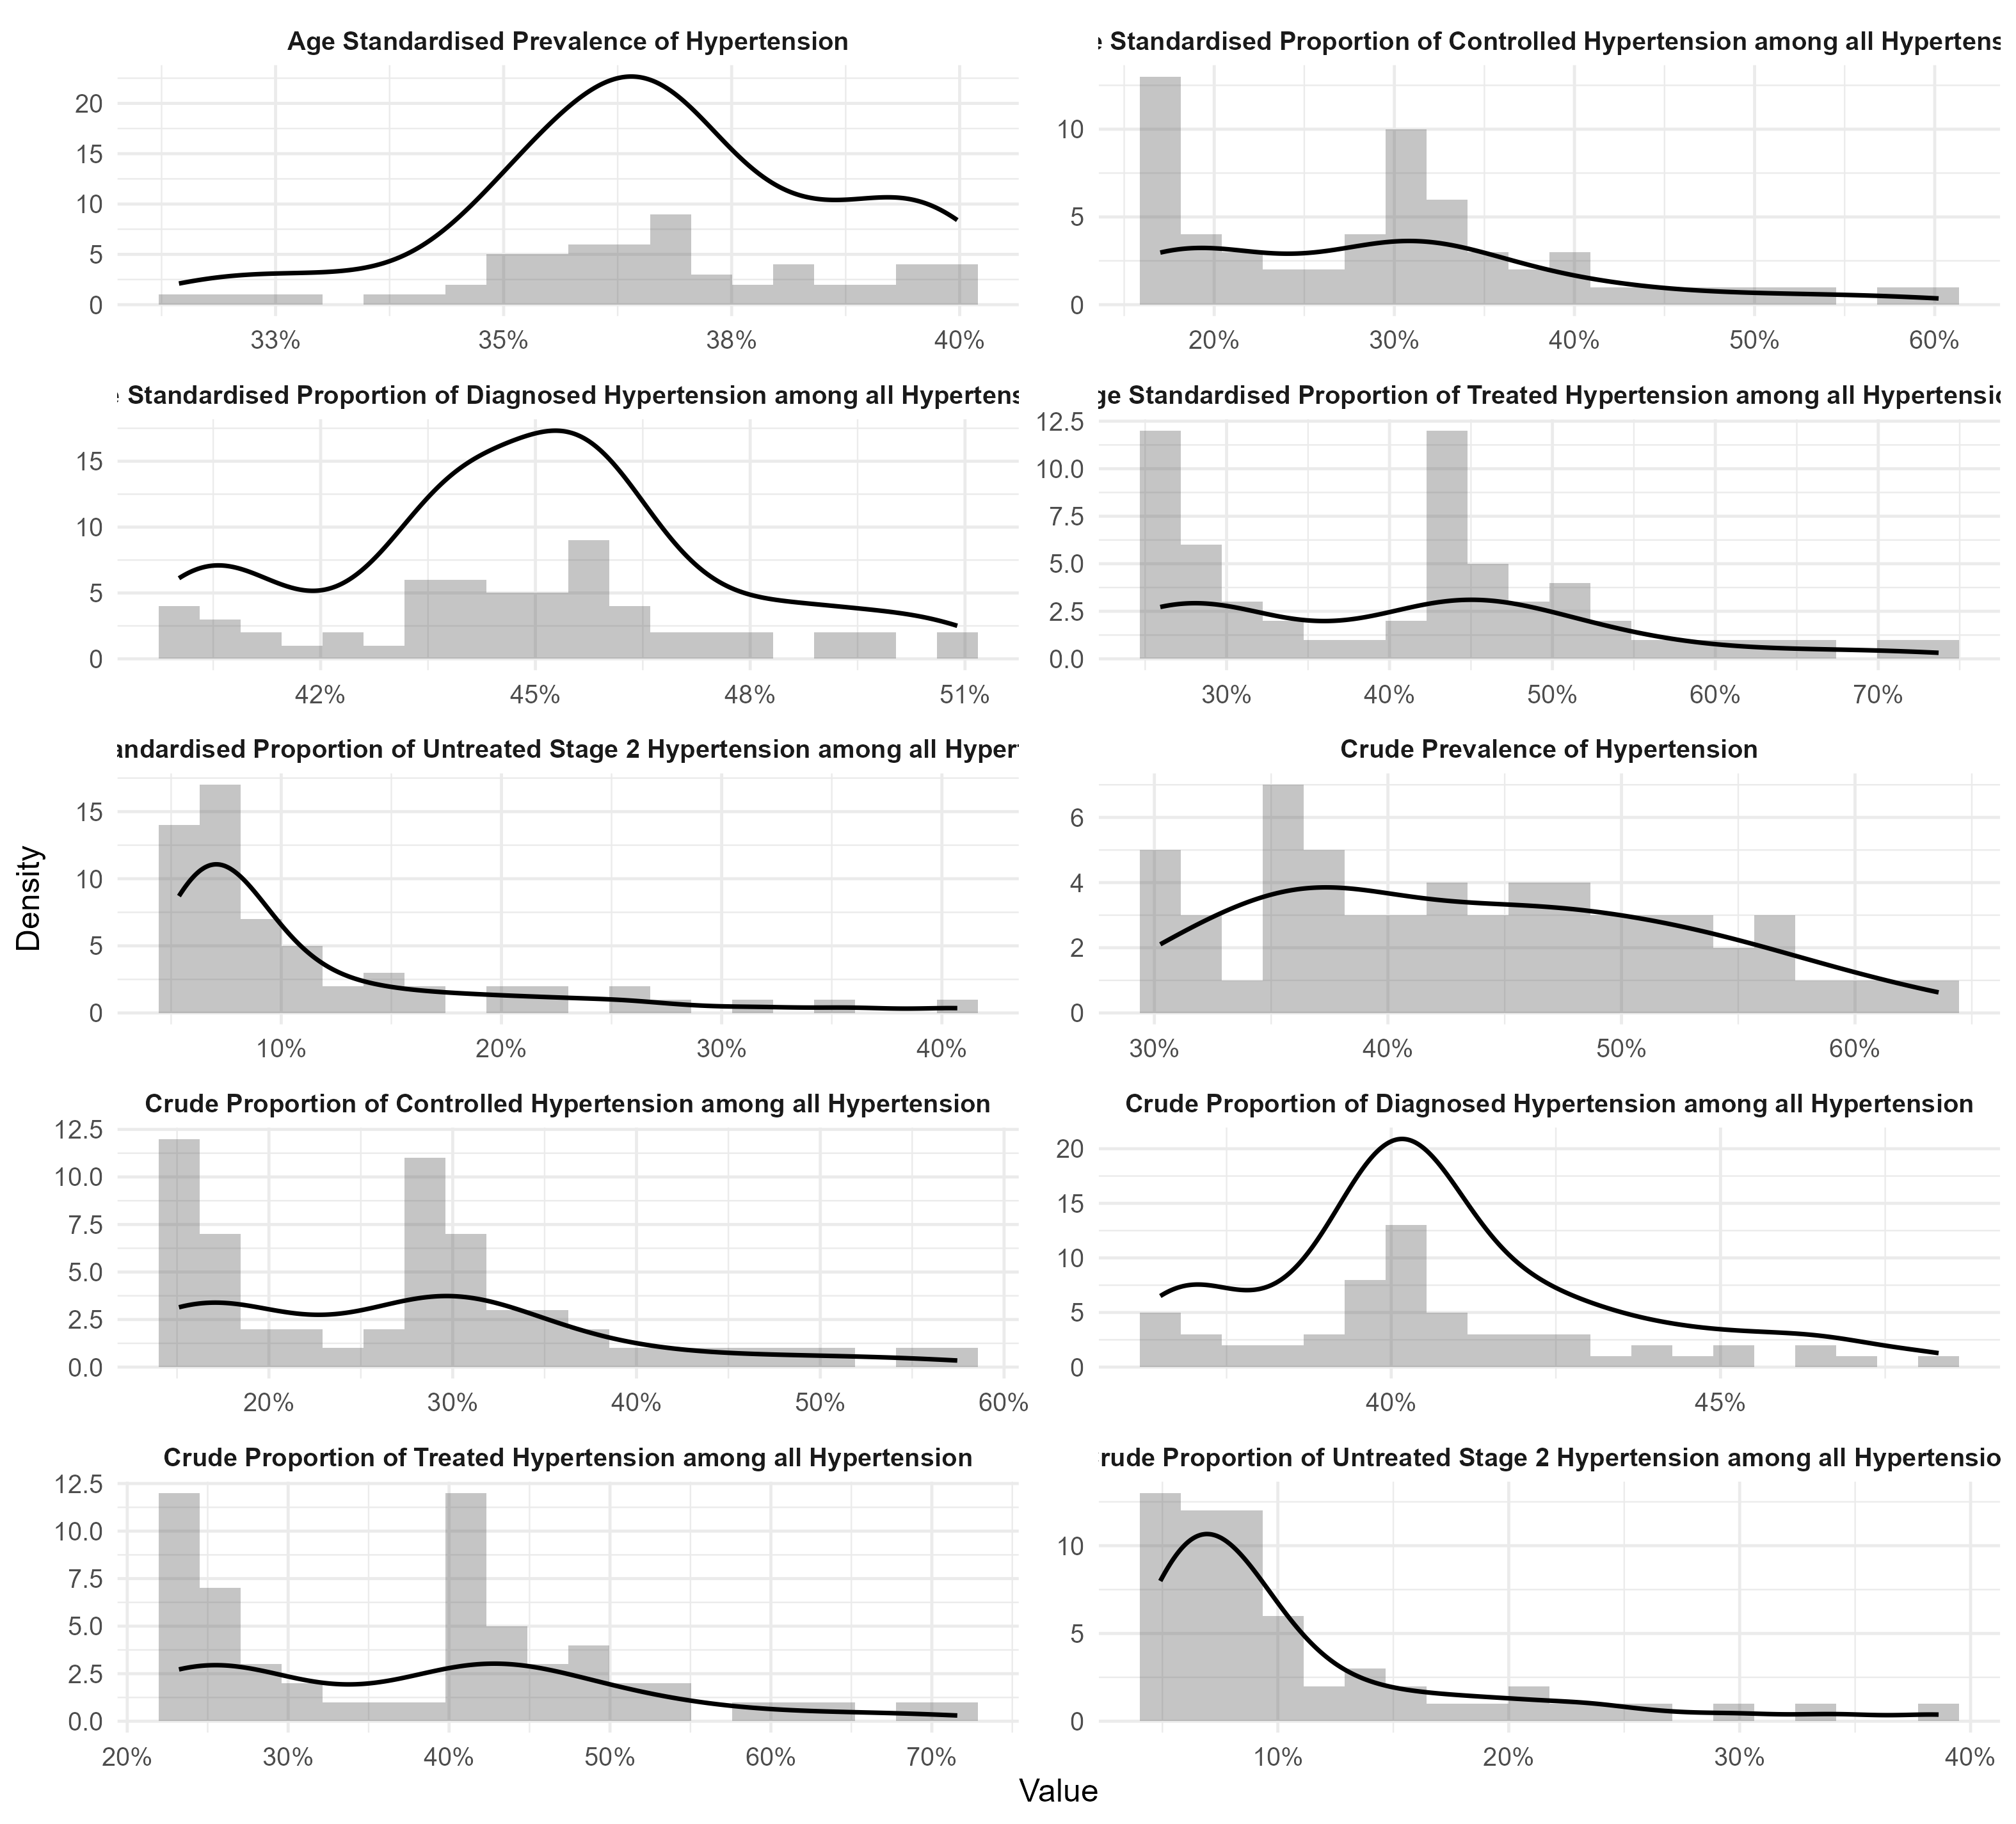 Age Standardised Prevalence of Hypertension
Standardised Proportion of Controlled Hypertension among all Hypertens
20
15
10
5
0
33% 35% 38% 40%
10
5
0
20% 30% 40% 50% 60%
Standardised Proportion of Diagnosed Hypertension among all Hypertens
ge Standardised Proportion of Treated Hypertension among all Hypertensio
15
10
5
0
42% 45% 48% 51%
12.5
10.0
7.5
5.0
2.5
0.0
30% 40% 50% 60% 70%
andardised Proportion of Untreated Stage 2 Hypertension among all Hyper
Crude Prevalence of Hypertension
15
10
5
0
10% 20% 30% 40%
6
4
2
0
30% 40% 50% 60%
Density
Crude Proportion of Controlled Hypertension among all Hypertension
Crude Proportion of Diagnosed Hypertension among all Hypertension
12.5
10.0
7.5
5.0
2.5
0.0
20% 30% 40% 50% 60%
20
15
10
5
0
40% 45%
Crude Proportion of Treated Hypertension among all Hypertension
rude Proportion of Untreated Stage 2 Hypertension among all Hypertensio
12.5
10.0
7.5
5.0
2.5
0.0
20% 30% 40% 50% 60% 70%
10
5
0
10% 20% 30% 40%
Value